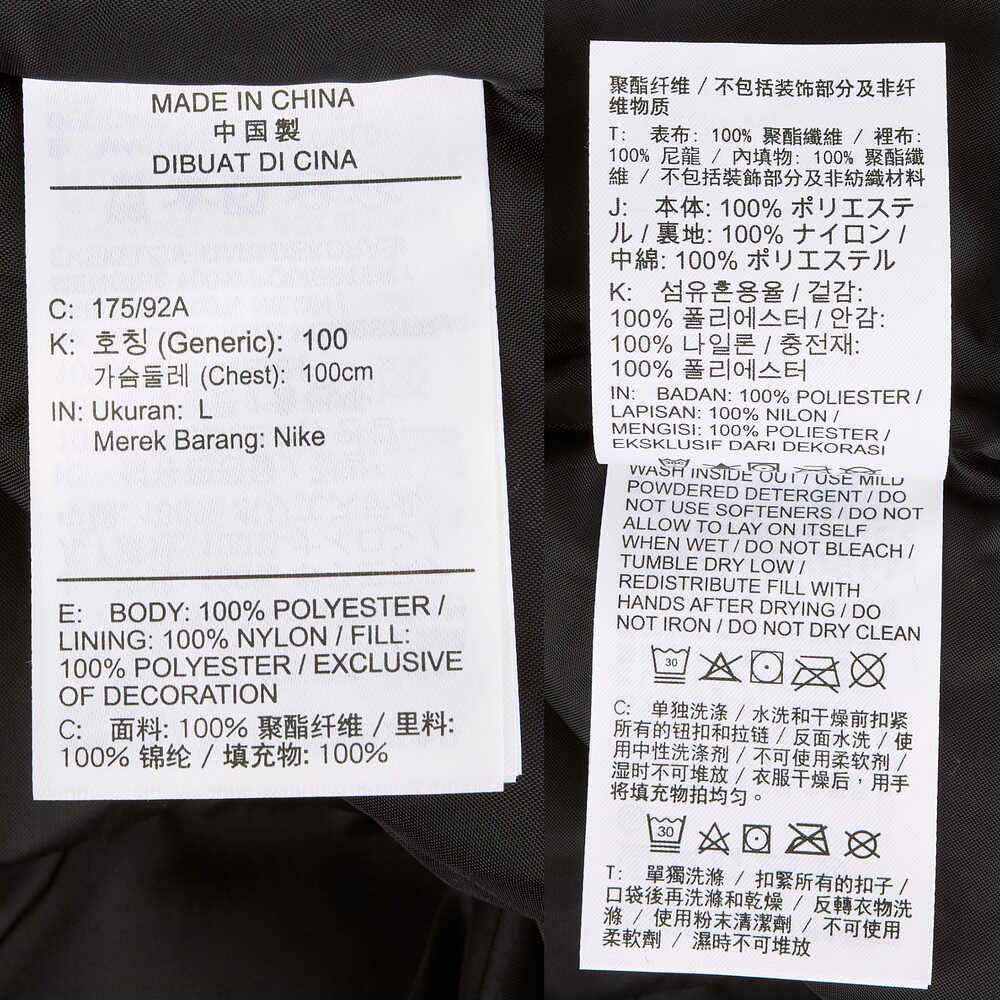 MADE IN CHINA
中国製
DIBUAT DI CINA
C: 175/92A
K: 호칭 (Generic): 100
가슴둘레 (Chest): 100cm
IN: Ukuran: L
Merek Barang: Nike
E: BODY: 100% POLYESTER /
LINING: 100% NYLON / FILL:
100% POLYESTER / EXCLUSIVE
OF DECORATION
C: 面料: 100% 聚酯纤维 / 里料:
100% 锦纶 / 填充物: 100%
聚酯纤维 / 不包括装饰部分及非纤
维物质
T: 表布: 100% 聚酯纖維 / 裡布:
100% 尼龍 / 內填物: 100% 聚酯纖
維 / 不包括裝飾部分及非紡織材料
J: 本体: 100% ポリエステ
ル / 裏地: 100% ナイロン /
中綿: 100% ポリエステル
K: 섬유혼용율 / 겉감:
100% 폴리에스터 / 안감:
100% 나일론 / 충전재:
100% 폴리에스터
IN: BADAN: 100% POLIESTER /
LAPISAN: 100% NILON /
MENGISI: 100% POLIESTER /
EKSKLUSIF DARI DEKORASI
WASH INSIDE OUT / USE MILD
POWDERED DETERGENT / DO
NOT USE SOFTENERS / DO NOT
ALLOW TO LAY ON ITSELF
WHEN WET / DO NOT BLEACH /
TUMBLE DRY LOW /
REDISTRIBUTE FILL WITH
HANDS AFTER DRYING / DO
NOT IRON / DO NOT DRY CLEAN
30
C: 单独洗涤 / 水洗和干燥前扣紧
所有的钮扣和拉链 / 反面水洗 / 使
用中性洗涤剂 / 不可使用柔软剂 /
湿时不可堆放 / 衣服干燥后，用手
将填充物拍均匀。
30
T: 單獨洗滌 / 扣緊所有的扣子 /
口袋後再洗滌和乾燥 / 反轉衣物洗
滌 / 使用粉末清潔劑 / 不可使用
柔軟劑 / 濕時不可堆放